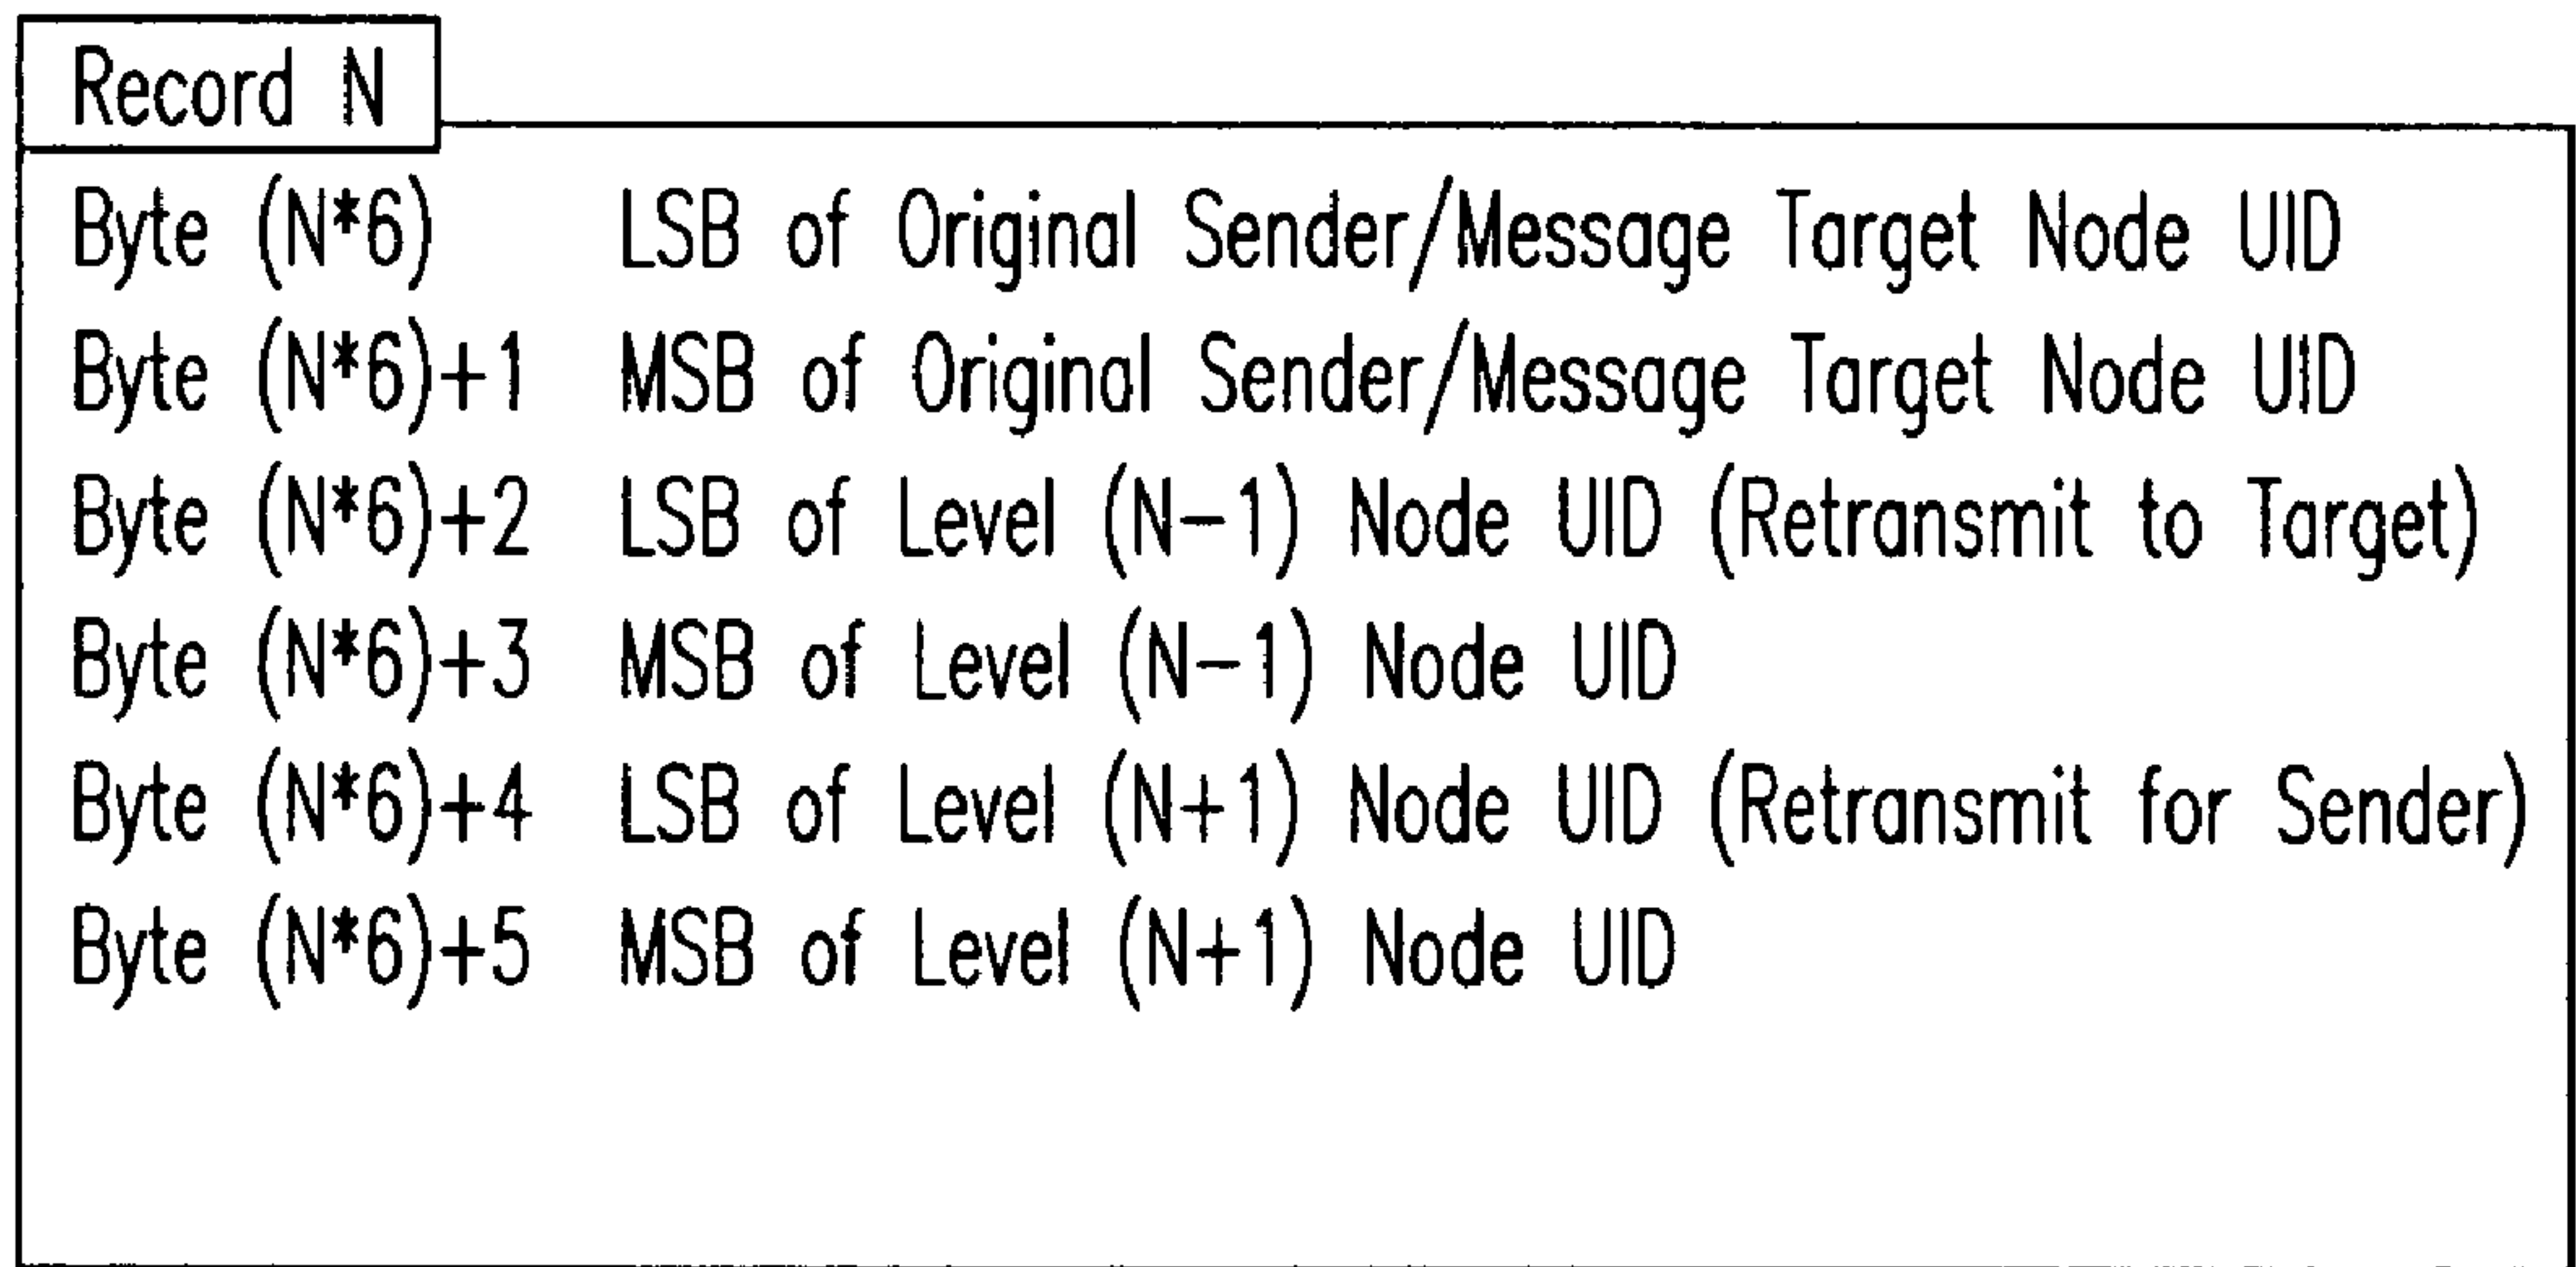 Record N
Byte (N*6) LSB of Original Sender/Message Target Node UID
Byte (N*6)+1 MSB of Original Sender/Message Target Node UID
Byte (N*6)+2 LSB of Level (N-1) Node UID (Retransmit to Target)
Byte (N*6)+3 MSB of Level (N-1) Node UID
Byte (N*6)+4 LSB of Level (N+1) Node UID (Retransmit for Sender)
Byte (N*6)+5 MSB of Level (N+1) Node UID